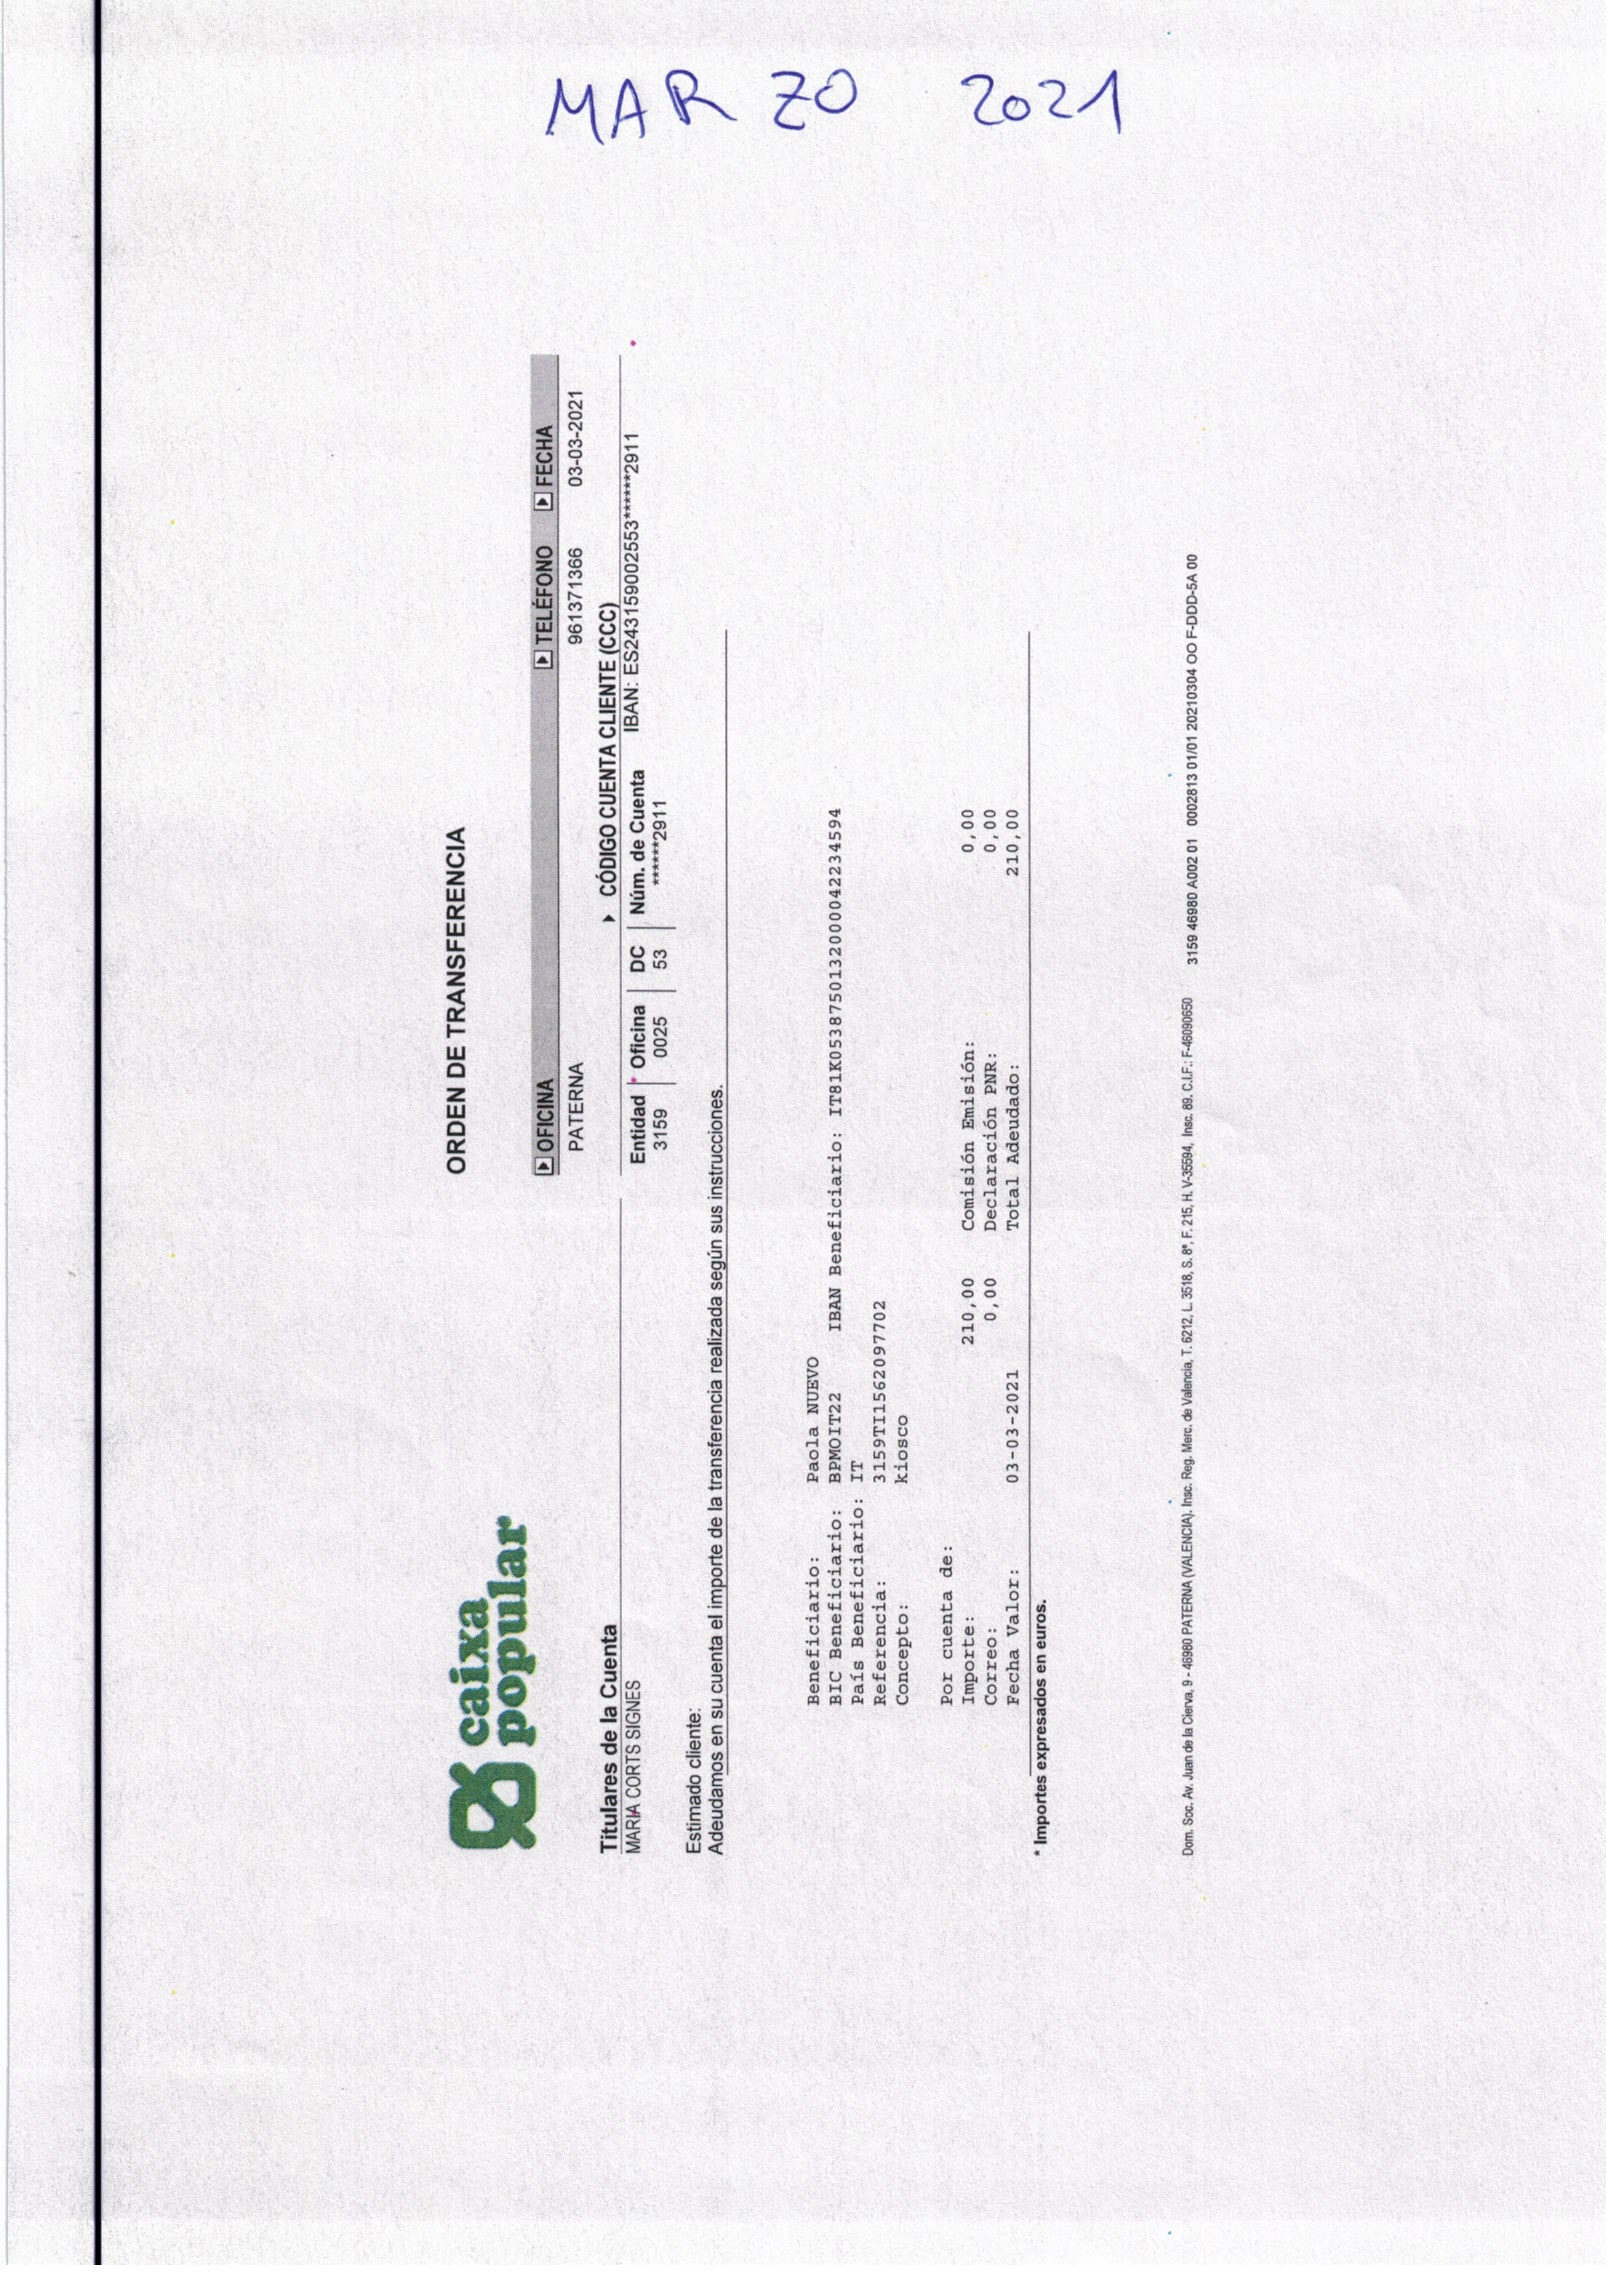 MARZO 2021
caixa
popular
ORDEN DE TRANSFERENCIA
OFICINA TELÉFONO FECHA
PATERNA 961371366 03-03-2021
Titulares de la Cuenta
MARIA CORTS SIGNES
CÓDIGO CUENTA CLIENTE (CCC)
Entidad Oficina DC Núm. de Cuenta IBAN: ES243159002553******2911
3159 0025 53 ******2911
Estimado cliente:
Adeudamos en su cuenta el importe de la transferencia realizada según sus instrucciones.
Beneficiario: Paola NUEVO
BIC Beneficiario: BPMOIT22 IBAN Beneficiario: IT81K0538750132000042234594
País Beneficiario: IT
Referencia: 3159TI1562097702
Concepto: kiosco
Por cuenta de:
Importe: 210,00 Comisión Emisión: 0,00
Correo: 0,00 Declaración PNR: 0,00
Fecha Valor: 03-03-2021 Total Adeudado: 210,00
* Importes expresados en euros.
Dom. Soc. Av. Juan de la Cierva, 9 - 46980 PATERNA (VALENCIA). Insc. Reg. Merc. de Valencia, T. 6212, L. 3518, S. 8ª, F. 215, H. V-35594, Insc. 89. C.I.F.: F-46090650 3159 46980 A002 01 0002813 01/01 20210304 OO F-DDD-5A 00